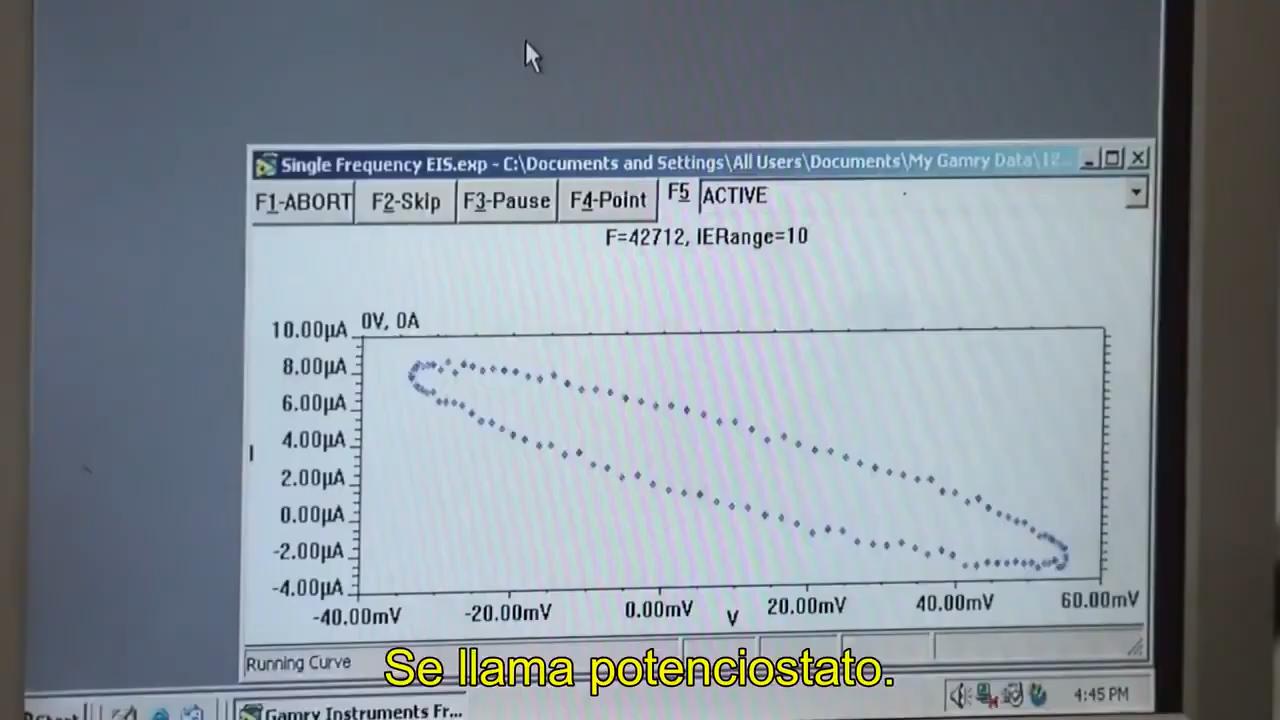 Single Frequency EIS.exp - C:\Documents and Settings\All Users\Documents\My Gamry Data\12...
F1-ABORT F2-Skip F3-Pause F4-Point F5 ACTIVE
F=42712, IERange=10
0V, 0A
10.00µA
8.00µA
6.00µA
4.00µA
I
2.00µA
0.00µA
-2.00µA
-4.00µA
-40.00mV -20.00mV 0.00mV V 20.00mV 40.00mV 60.00mV
Running Curve
Se llama potenciostato.
Gamry Instruments Fr...
4:45 PM